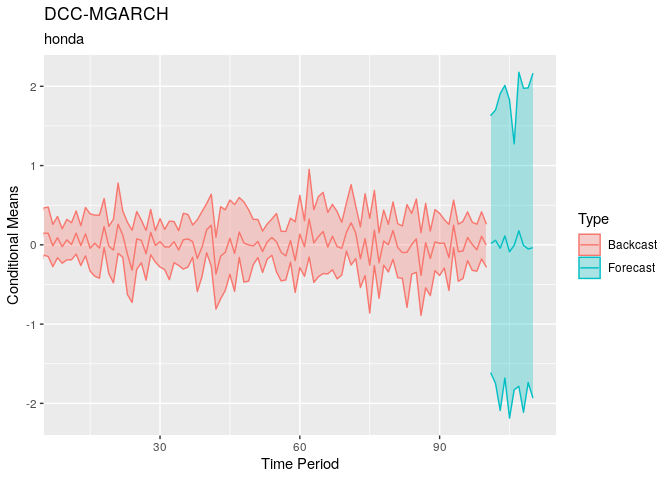 DCC-MGARCH
honda
Conditional Means
2
1
0
-1
-2
30
60
90
Time Period
Type
Backcast
Forecast